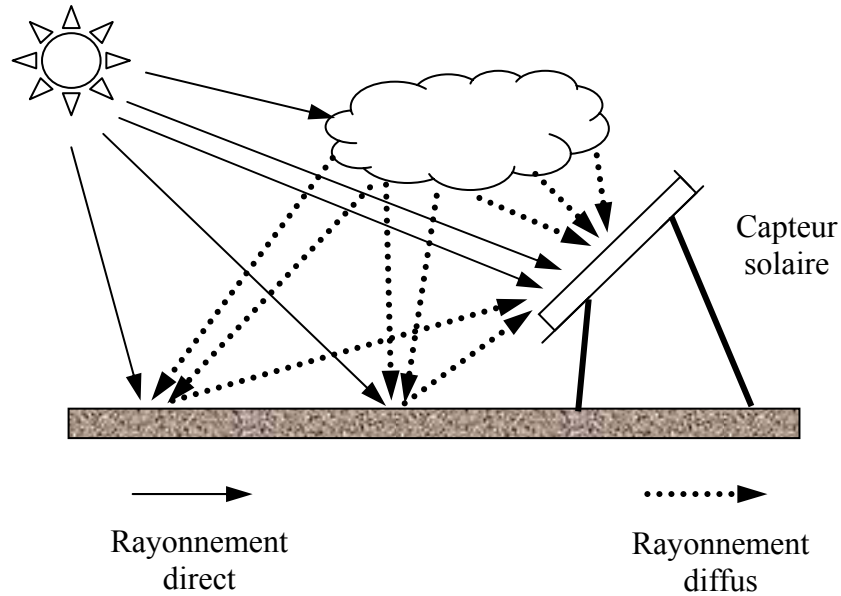 Capteur
solaire
Rayonnement
direct
Rayonnement
diffus